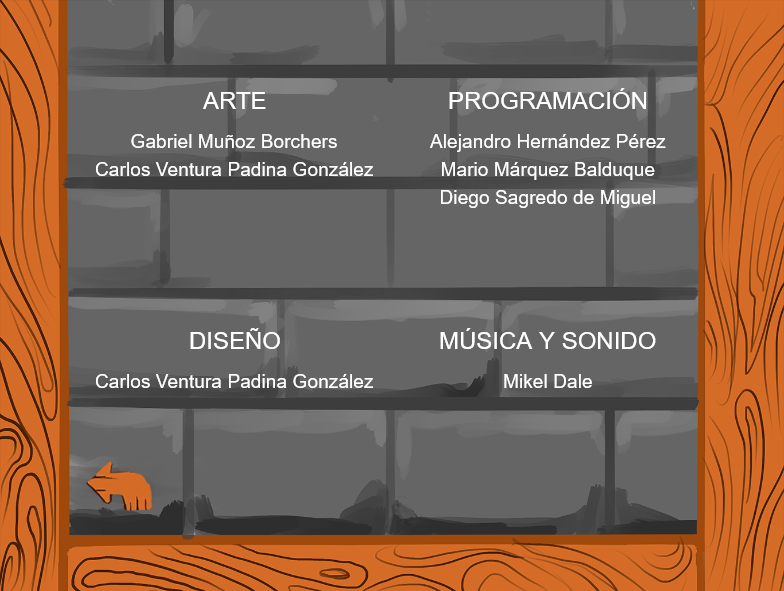 ARTE
Gabriel Muñoz Borchers
Carlos Ventura Padina González
PROGRAMACIÓN
Alejandro Hernández Pérez
Mario Márquez Balduque
Diego Sagredo de Miguel
DISEÑO
Carlos Ventura Padina González
MÚSICA Y SONIDO
Mikel Dale